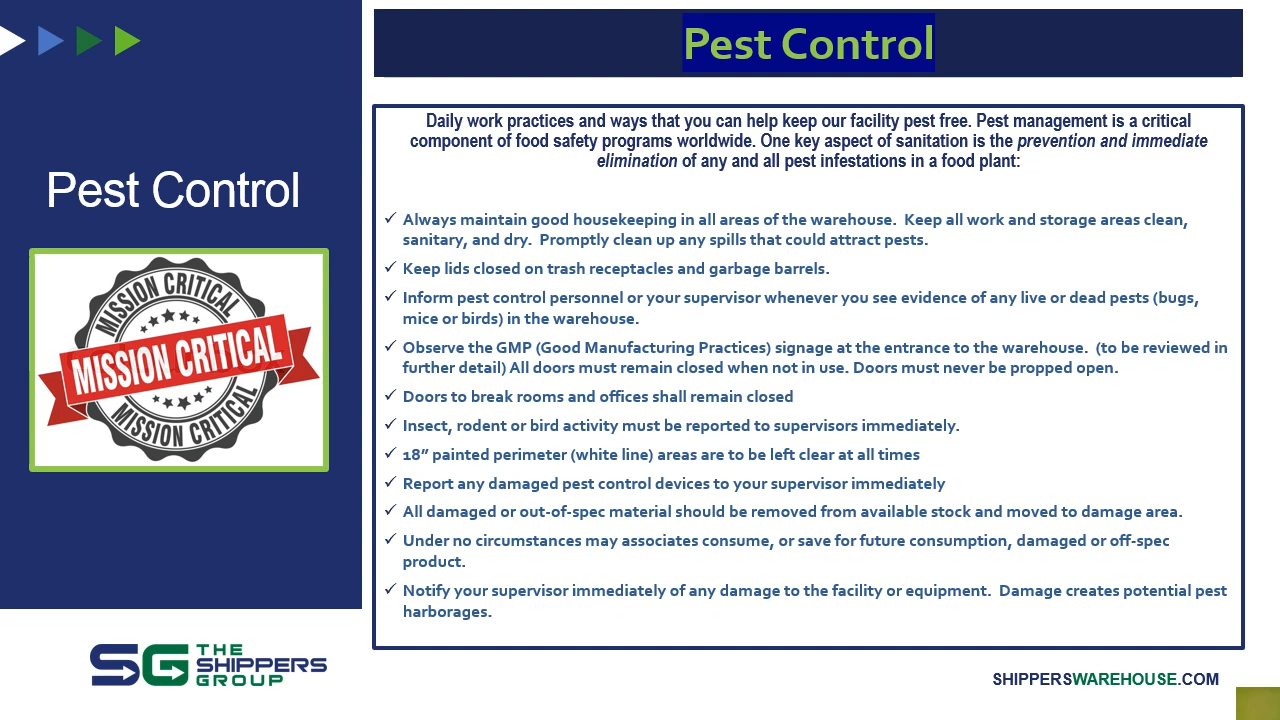 Pest Control
Pest Control
MISSION CRITICAL
MISSION CRITICAL
MISSION CRITICAL
Daily work practices and ways that you can help keep our facility pest free. Pest management is a critical
component of food safety programs worldwide. One key aspect of sanitation is the prevention and immediate
elimination of any and all pest infestations in a food plant:
✓ Always maintain good housekeeping in all areas of the warehouse.  Keep all work and storage areas clean,
sanitary, and dry.  Promptly clean up any spills that could attract pests.
✓ Keep lids closed on trash receptacles and garbage barrels.
✓ Inform pest control personnel or your supervisor whenever you see evidence of any live or dead pests (bugs,
mice or birds) in the warehouse.
✓ Observe the GMP (Good Manufacturing Practices) signage at the entrance to the warehouse.  (to be reviewed in
further detail) All doors must remain closed when not in use. Doors must never be propped open.
✓ Doors to break rooms and offices shall remain closed
✓ Insect, rodent or bird activity must be reported to supervisors immediately.
✓ 18” painted perimeter (white line) areas are to be left clear at all times
✓ Report any damaged pest control devices to your supervisor immediately
✓ All damaged or out-of-spec material should be removed from available stock and moved to damage area.
✓ Under no circumstances may associates consume, or save for future consumption, damaged or off-spec
product.
✓ Notify your supervisor immediately of any damage to the facility or equipment.  Damage creates potential pest
harborages.
SG THE
SHIPPERS
GROUP
SHIPPERSWAREHOUSE.COM